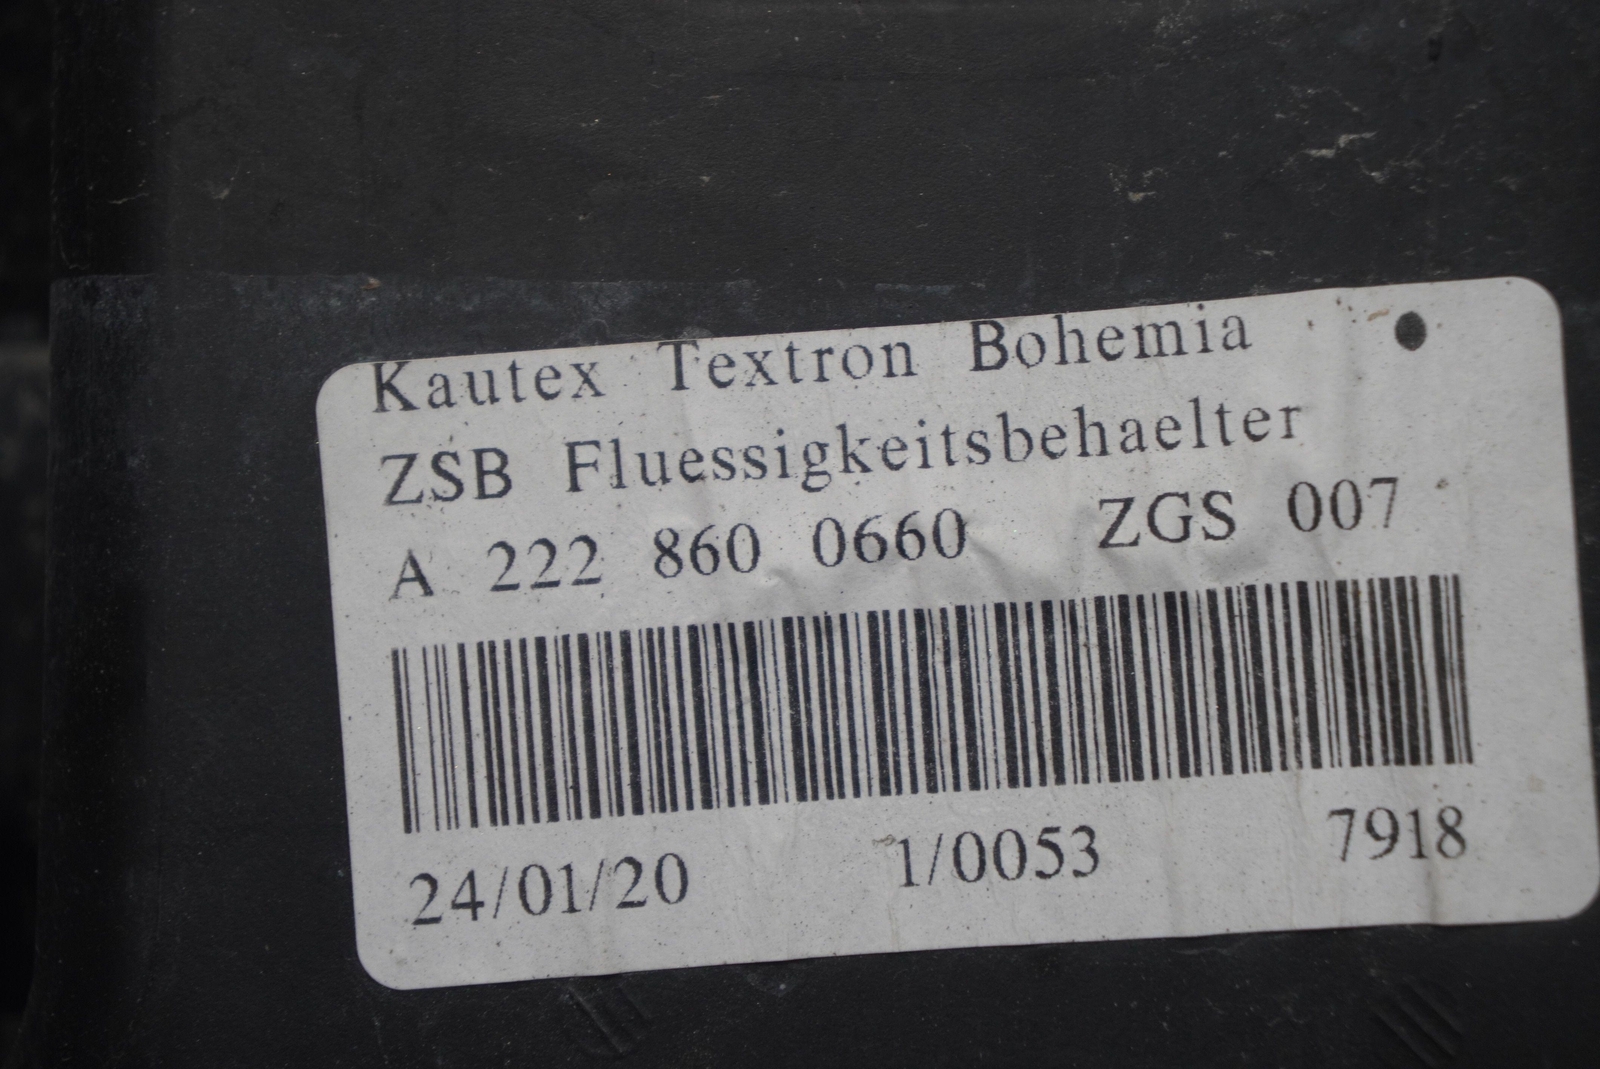 Kautex Textron Bohemia
ZSB Fluessigkeitsbehaelter
A 222 860 0660 ZGS 007
24/01/20 1/0053 7918